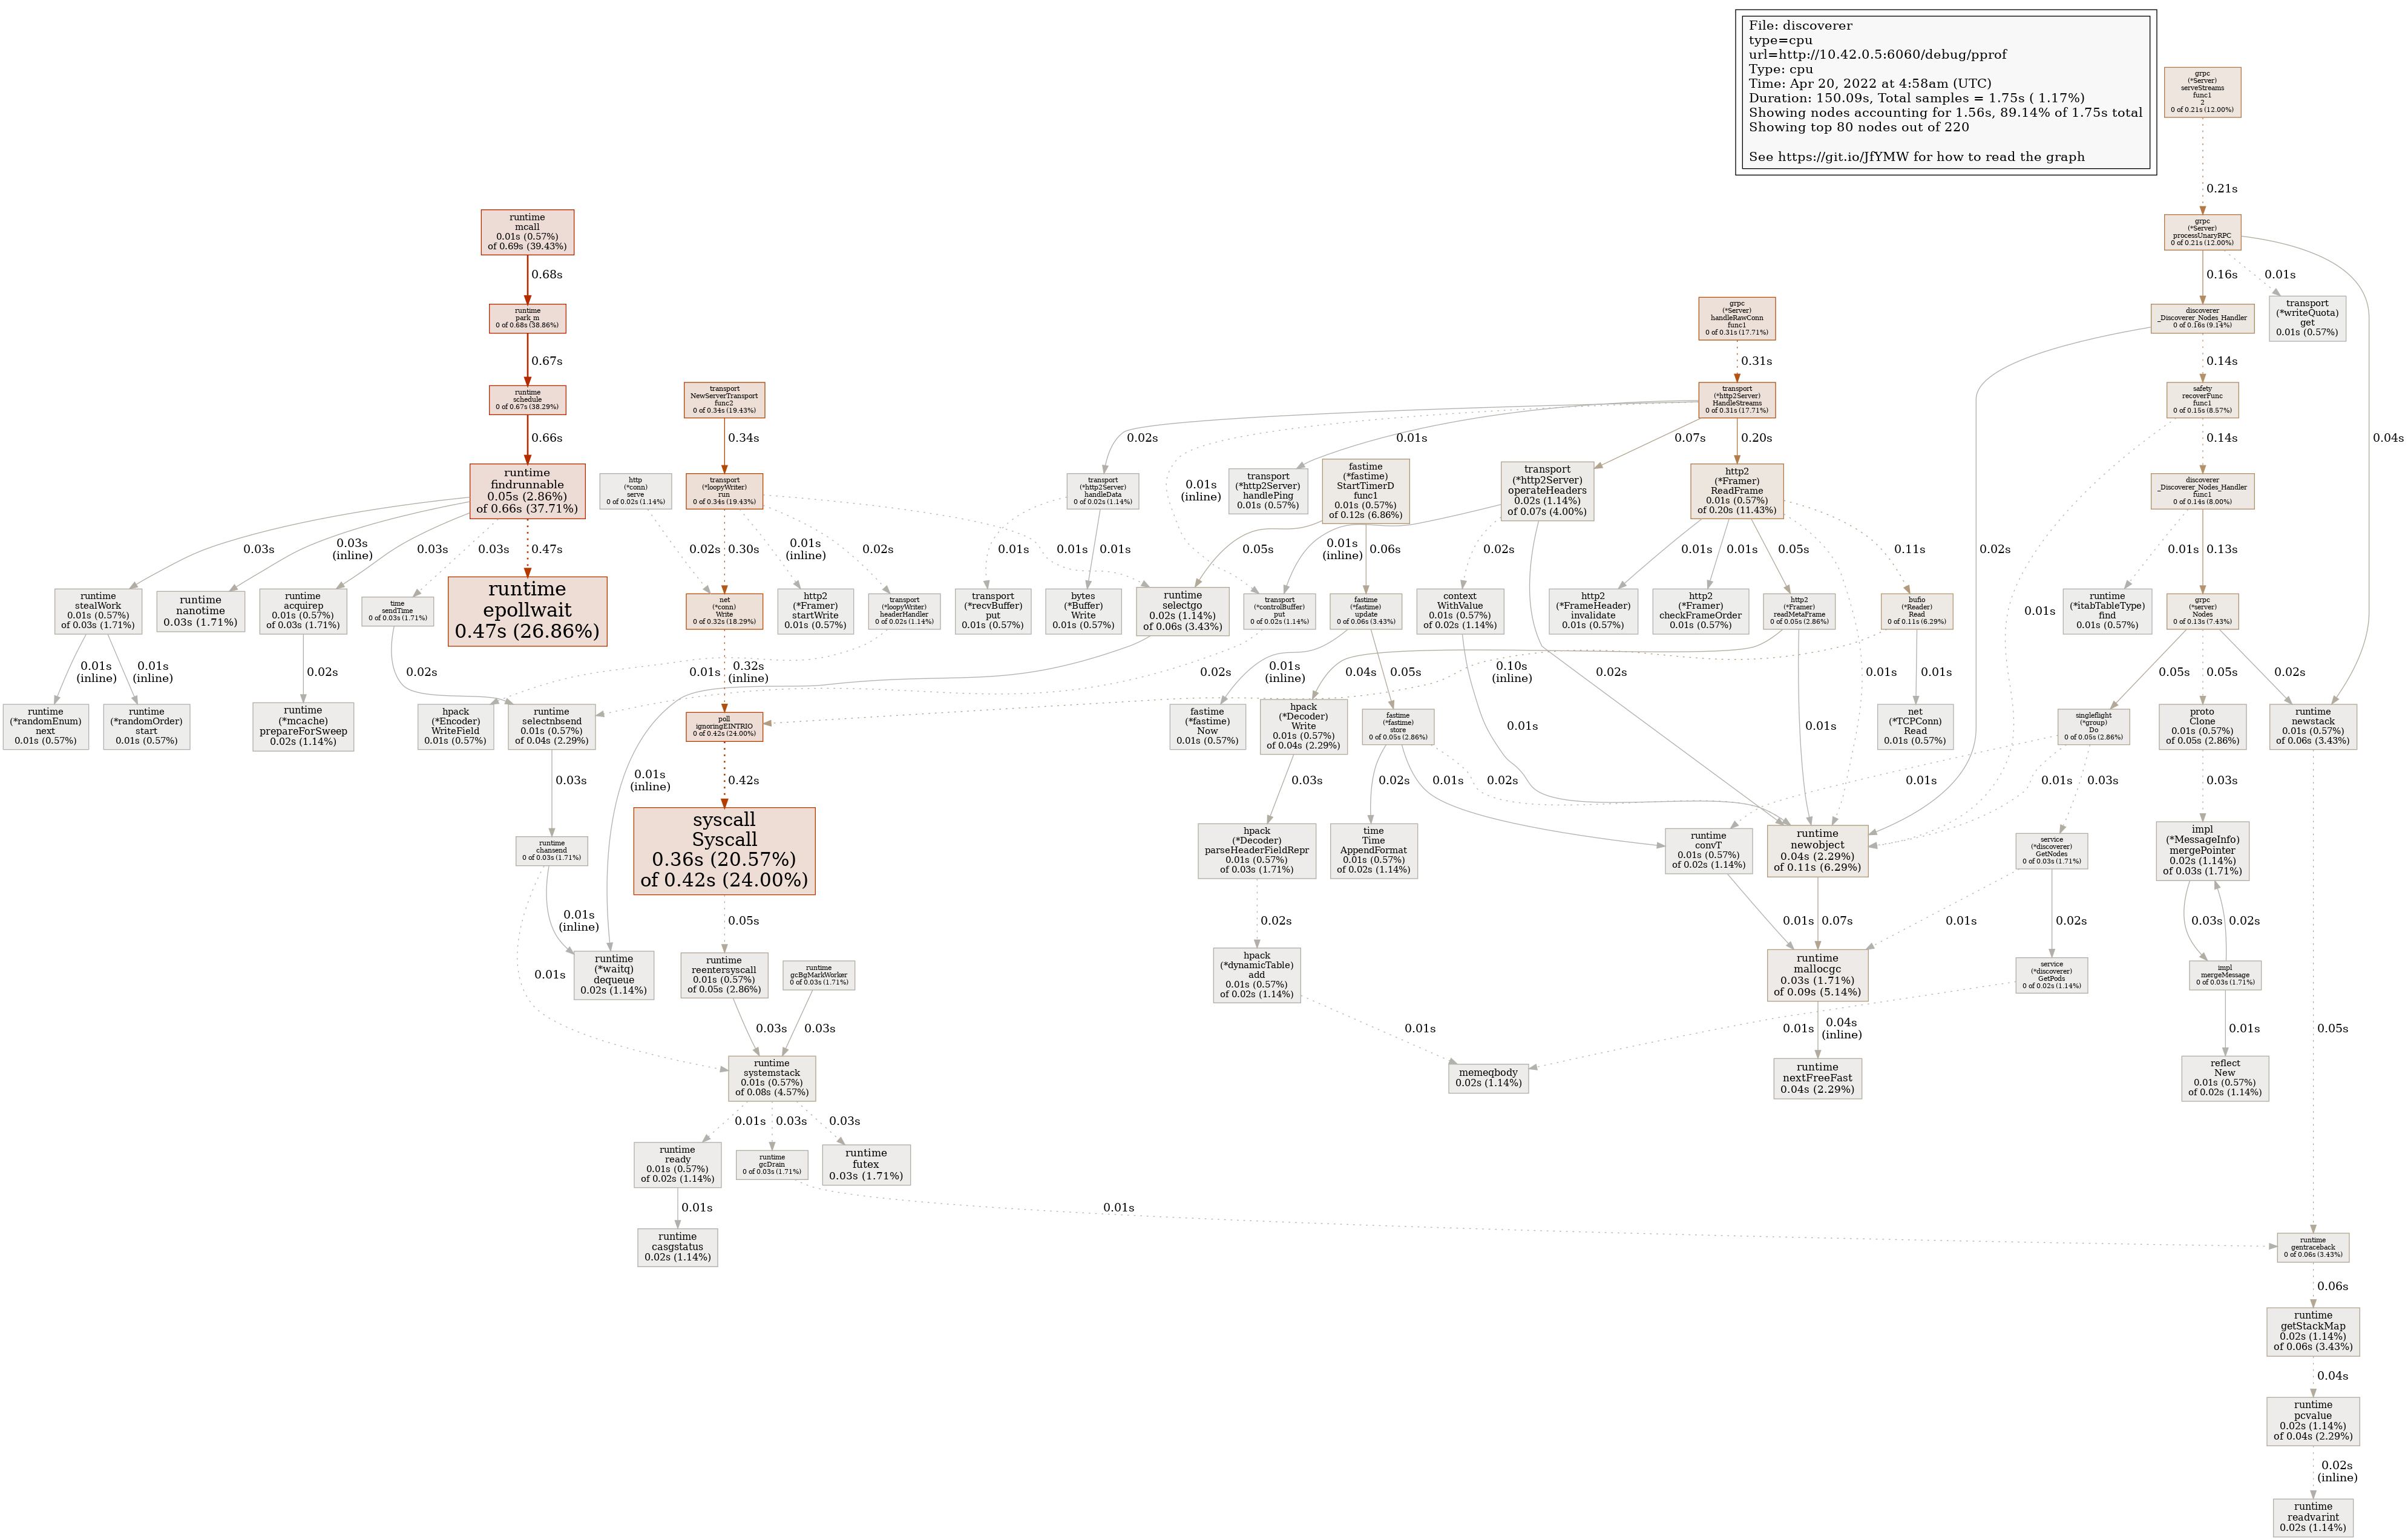 File: discoverer
type=cpu
url=http://10.42.0.5:6060/debug/pprof
Type: cpu
Time: Apr 20, 2022 at 4:58am (UTC)
Duration: 150.09s, Total samples = 1.75s ( 1.17%)
Showing nodes accounting for 1.56s, 89.14% of 1.75s total
Showing top 80 nodes out of 220
See https://git.io/JfYMW for how to read the graph
grpc
(*Server)
serveStreams
func1
2
0 of 0.21s (12.00%)
0.21s
runtime
mcall
0.01s (0.57%)
of 0.69s (39.43%)
grpc
(*Server)
processUnaryRPC
0 of 0.21s (12.00%)
0.68s
0.16s
0.01s
runtime
park_m
0 of 0.68s (38.86%)
grpc
(*Server)
handleRawConn
func1
0 of 0.31s (17.71%)
discoverer
_Discoverer_Nodes_Handler
0 of 0.16s (9.14%)
transport
(*writeQuota)
get
0.01s (0.57%)
0.67s
0.31s
0.14s
runtime
schedule
0 of 0.67s (38.29%)
transport
NewServerTransport
func2
0 of 0.34s (19.43%)
transport
(*http2Server)
HandleStreams
0 of 0.31s (17.71%)
safety
recoverFunc
func1
0 of 0.15s (8.57%)
0.66s
0.34s
0.02s
0.01s
0.07s
0.20s
0.14s
0.04s
runtime
findrunnable
0.05s (2.86%)
of 0.66s (37.71%)
http
(*conn)
serve
0 of 0.02s (1.14%)
transport
(*loopyWriter)
run
0 of 0.34s (19.43%)
transport
(*http2Server)
handleData
0 of 0.02s (1.14%)
0.01s
(inline)
transport
(*http2Server)
handlePing
0.01s (0.57%)
fastime
(*fastime)
StartTimerD
func1
0.01s (0.57%)
of 0.12s (6.86%)
transport
(*http2Server)
operateHeaders
0.02s (1.14%)
of 0.07s (4.00%)
http2
(*Framer)
ReadFrame
0.01s (0.57%)
of 0.20s (11.43%)
discoverer
_Discoverer_Nodes_Handler
func1
0 of 0.14s (8.00%)
0.03s
0.03s
(inline)
0.03s
0.03s
0.47s
0.02s
0.30s
0.01s
(inline)
0.02s
0.01s
0.01s
0.01s
0.05s
0.01s
(inline)
0.06s
0.02s
0.01s
0.01s
0.05s
0.11s
0.02s
0.01s
0.13s
runtime
stealWork
0.01s (0.57%)
of 0.03s (1.71%)
runtime
nanotime
0.03s (1.71%)
runtime
acquirep
0.01s (0.57%)
of 0.03s (1.71%)
time
sendTime
0 of 0.03s (1.71%)
runtime
epollwait
0.47s (26.86%)
net
(*conn)
Write
0 of 0.32s (18.29%)
http2
(*Framer)
startWrite
0.01s (0.57%)
transport
(*loopyWriter)
headerHandler
0 of 0.02s (1.14%)
transport
(*recvBuffer)
put
0.01s (0.57%)
bytes
(*Buffer)
Write
0.01s (0.57%)
runtime
selectgo
0.02s (1.14%)
of 0.06s (3.43%)
transport
(*controlBuffer)
put
0 of 0.02s (1.14%)
fastime
(*fastime)
update
0 of 0.06s (3.43%)
context
WithValue
0.01s (0.57%)
of 0.02s (1.14%)
http2
(*FrameHeader)
invalidate
0.01s (0.57%)
http2
(*Framer)
checkFrameOrder
0.01s (0.57%)
http2
(*Framer)
readMetaFrame
0 of 0.05s (2.86%)
bufio
(*Reader)
Read
0 of 0.11s (6.29%)
0.01s
runtime
(*itabTableType)
find
0.01s (0.57%)
grpc
(*server)
Nodes
0 of 0.13s (7.43%)
0.01s
(inline)
0.01s
(inline)
0.02s
0.02s
0.01s
0.32s
(inline)
0.02s
0.01s
(inline)
0.04s
0.05s
0.10s
(inline)
0.02s
0.01s
0.01s
0.05s
0.05s
0.02s
runtime
(*randomEnum)
next
0.01s (0.57%)
runtime
(*randomOrder)
start
0.01s (0.57%)
runtime
(*mcache)
prepareForSweep
0.02s (1.14%)
hpack
(*Encoder)
WriteField
0.01s (0.57%)
runtime
selectnbsend
0.01s (0.57%)
of 0.04s (2.29%)
poll
ignoringEINTRIO
0 of 0.42s (24.00%)
fastime
(*fastime)
Now
0.01s (0.57%)
hpack
(*Decoder)
Write
0.01s (0.57%)
of 0.04s (2.29%)
fastime
(*fastime)
store
0 of 0.05s (2.86%)
0.01s
net
(*TCPConn)
Read
0.01s (0.57%)
singleflight
(*group)
Do
0 of 0.05s (2.86%)
proto
Clone
0.01s (0.57%)
of 0.05s (2.86%)
runtime
newstack
0.01s (0.57%)
of 0.06s (3.43%)
0.03s
0.01s
(inline)
0.42s
0.03s
0.02s
0.01s
0.02s
0.01s
0.01s
0.03s
0.03s
runtime
chansend
0 of 0.03s (1.71%)
syscall
Syscall
0.36s (20.57%)
of 0.42s (24.00%)
hpack
(*Decoder)
parseHeaderFieldRepr
0.01s (0.57%)
of 0.03s (1.71%)
time
Time
AppendFormat
0.01s (0.57%)
of 0.02s (1.14%)
runtime
convT
0.01s (0.57%)
of 0.02s (1.14%)
runtime
newobject
0.04s (2.29%)
of 0.11s (6.29%)
service
(*discoverer)
GetNodes
0 of 0.03s (1.71%)
impl
(*MessageInfo)
mergePointer
0.02s (1.14%)
of 0.03s (1.71%)
0.01s
(inline)
0.05s
0.02s
0.01s
0.07s
0.01s
0.02s
0.03s
0.02s
0.01s
runtime
(*waitq)
dequeue
0.02s (1.14%)
runtime
reentersyscall
0.01s (0.57%)
of 0.05s (2.86%)
runtime
gcBgMarkWorker
0 of 0.03s (1.71%)
hpack
(*dynamicTable)
add
0.01s (0.57%)
of 0.02s (1.14%)
runtime
mallocgc
0.03s (1.71%)
of 0.09s (5.14%)
service
(*discoverer)
GetPods
0 of 0.02s (1.14%)
impl
mergeMessage
0 of 0.03s (1.71%)
0.03s
0.03s
0.01s
0.01s
0.04s
(inline)
0.01s
0.05s
runtime
systemstack
0.01s (0.57%)
of 0.08s (4.57%)
memeqbody
0.02s (1.14%)
runtime
nextFreeFast
0.04s (2.29%)
reflect
New
0.01s (0.57%)
of 0.02s (1.14%)
0.01s
0.03s
0.03s
runtime
ready
0.01s (0.57%)
of 0.02s (1.14%)
runtime
gcDrain
0 of 0.03s (1.71%)
runtime
futex
0.03s (1.71%)
0.01s
0.01s
runtime
casgstatus
0.02s (1.14%)
runtime
gentraceback
0 of 0.06s (3.43%)
0.06s
runtime
getStackMap
0.02s (1.14%)
of 0.06s (3.43%)
0.04s
runtime
pcvalue
0.02s (1.14%)
of 0.04s (2.29%)
0.02s
(inline)
runtime
readvarint
0.02s (1.14%)